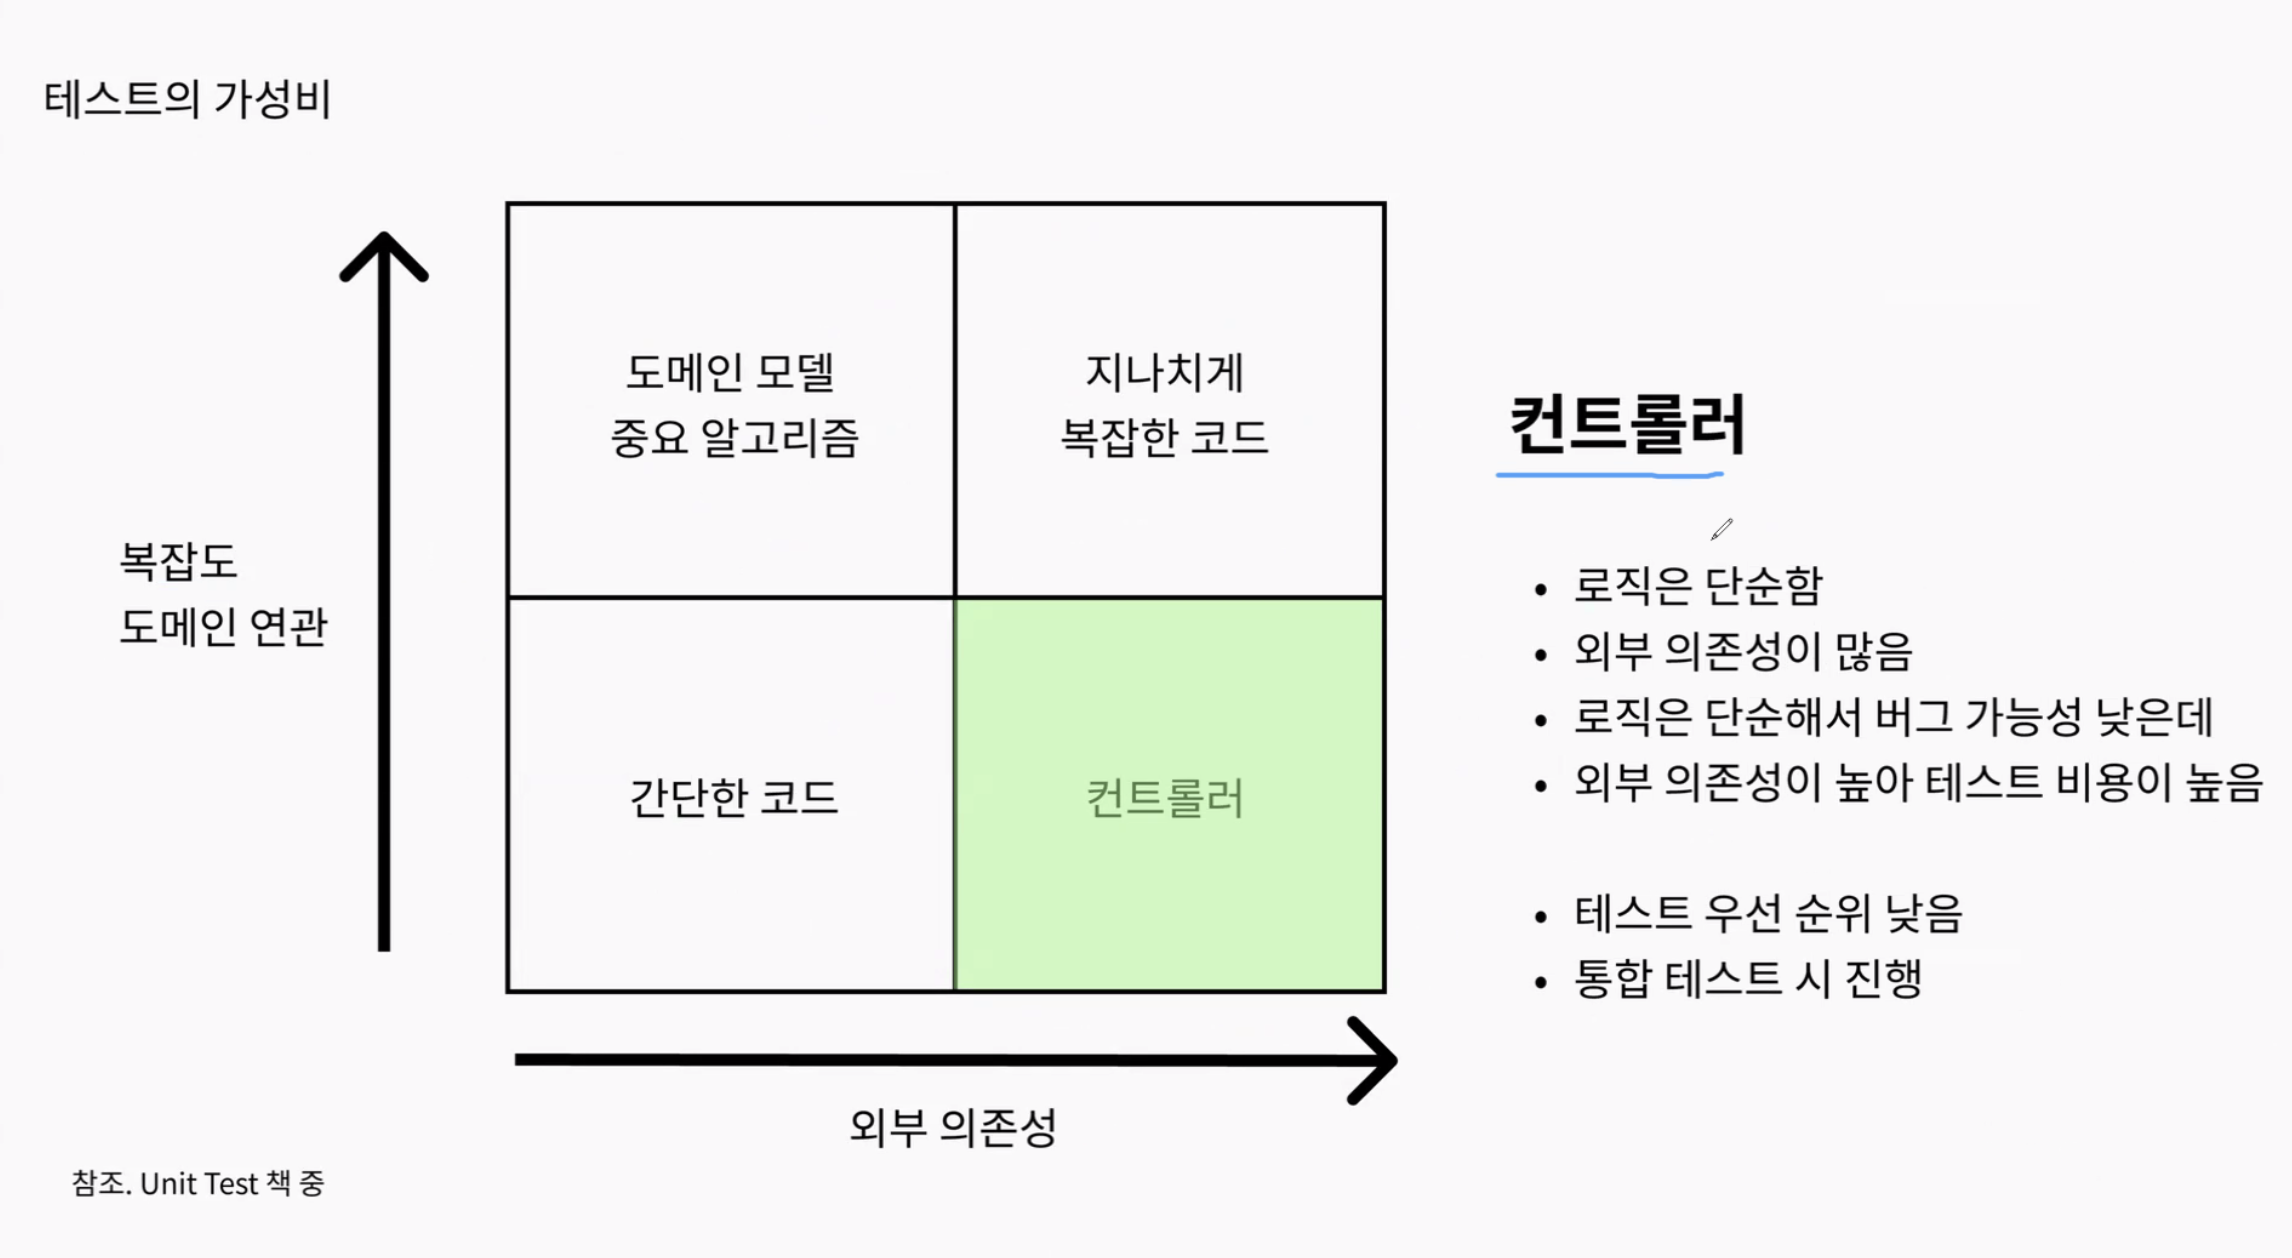 테스트의 가성비
도메인 모델
중요 알고리즘
지나치게
복잡한 코드
복잡도
도메인 연관
간단한 코드
컨트롤러
외부 의존성
컨트롤러
• 로직은 단순함
• 외부 의존성이 많음
• 로직은 단순해서 버그 가능성 낮은데
• 외부 의존성이 높아 테스트 비용이 높음
• 테스트 우선 순위 낮음
• 통합 테스트 시 진행
참조. Unit Test 책 중